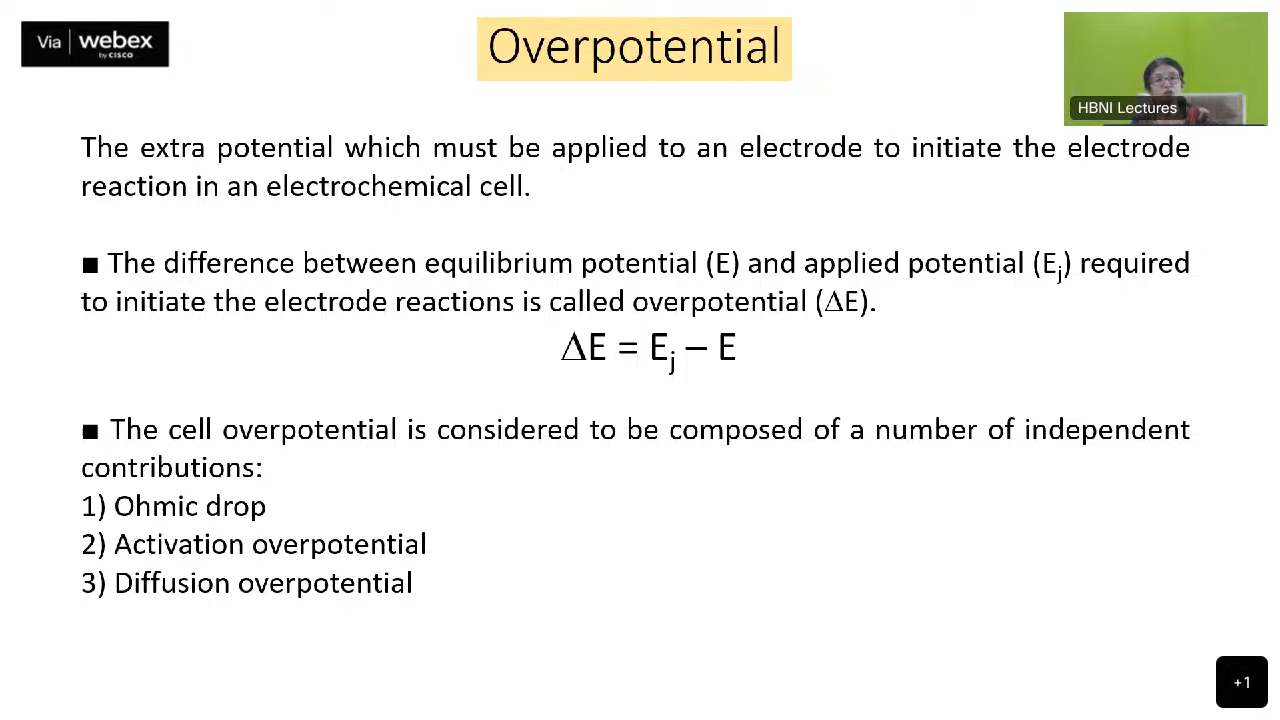 Via webex
by CISCO
Overpotential
HBNI Lectures
The extra potential which must be applied to an electrode to initiate the electrode
reaction in an electrochemical cell.
■ The difference between equilibrium potential (E) and applied potential (Ej) required
to initiate the electrode reactions is called overpotential (∆E).
∆E = Ej – E
■ The cell overpotential is considered to be composed of a number of independent
contributions:
1) Ohmic drop
2) Activation overpotential
3) Diffusion overpotential
+1